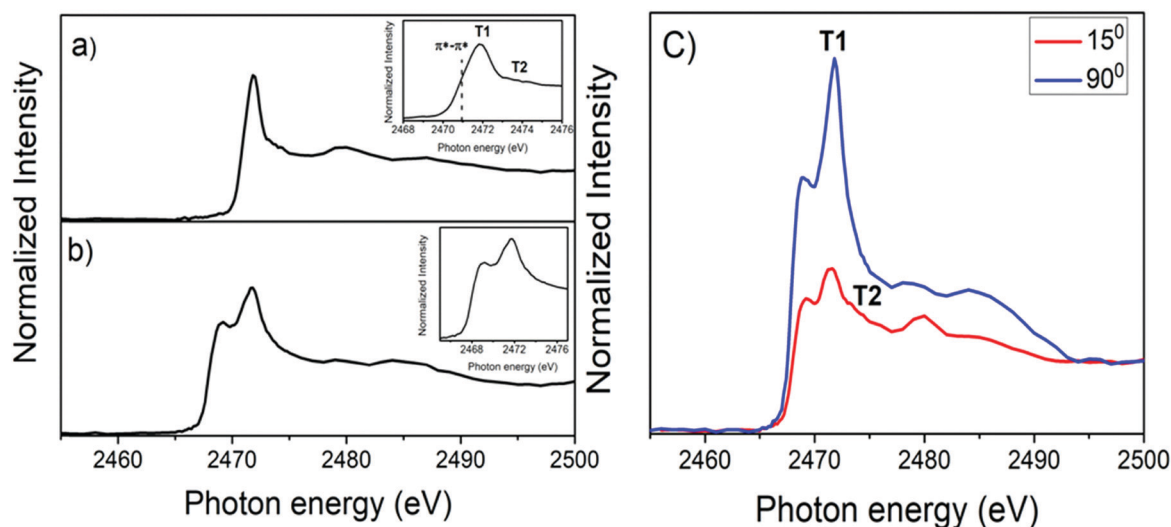 a)
Normalized Intensity
π*-π*
T1
T2
Normalized Intensity
2468 2470 2472 2474 2476
Photon energy (eV)
b)
Normalized Intensity
2468 2472 2476
Photon energy (eV)
2460 2470 2480 2490 2500
Photon energy (eV)
C)
Normalized Intensity
T1
T2
15⁰
90⁰
2460 2470 2480 2490 2500
Photon energy (eV)